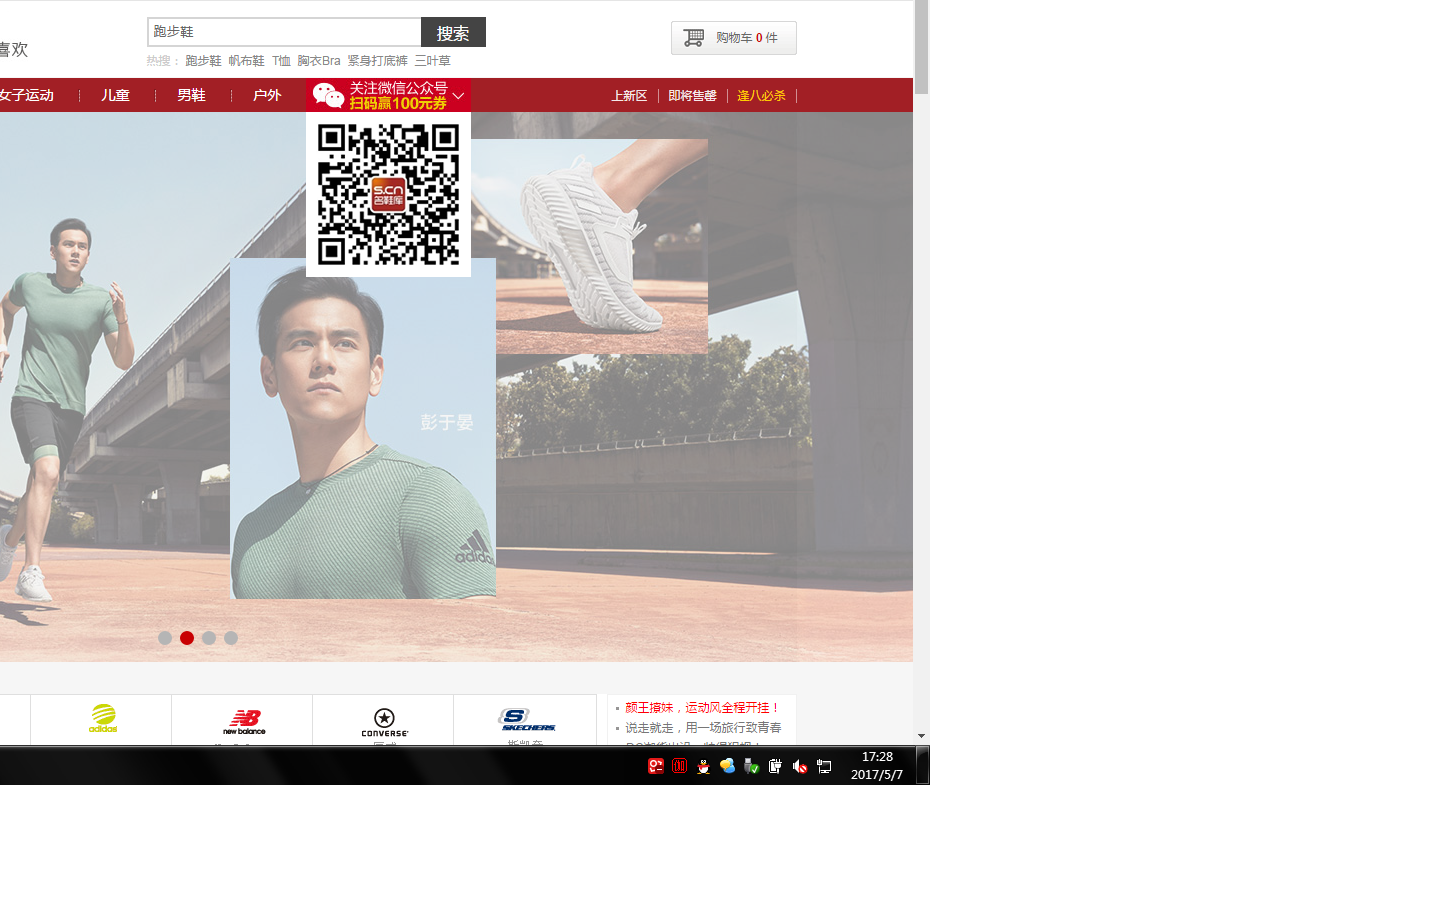 喜欢
跑步鞋
搜索
购物车 0 件
热搜： 跑步鞋 帆布鞋 T恤 胸衣Bra 紧身打底裤 三叶草
女子运动 儿童 男鞋 户外
关注微信公众号
扫码赢100元券
上新区 即将售罄 逢八必杀
S.CN
名鞋库
彭于晏
adidas
adidas
new balance
CONVERSE
SKECHERS
颜王撞妹，运动风全程开挂！
说走就走，用一场旅行致青春
斯凯奇
17:28
2017/5/7